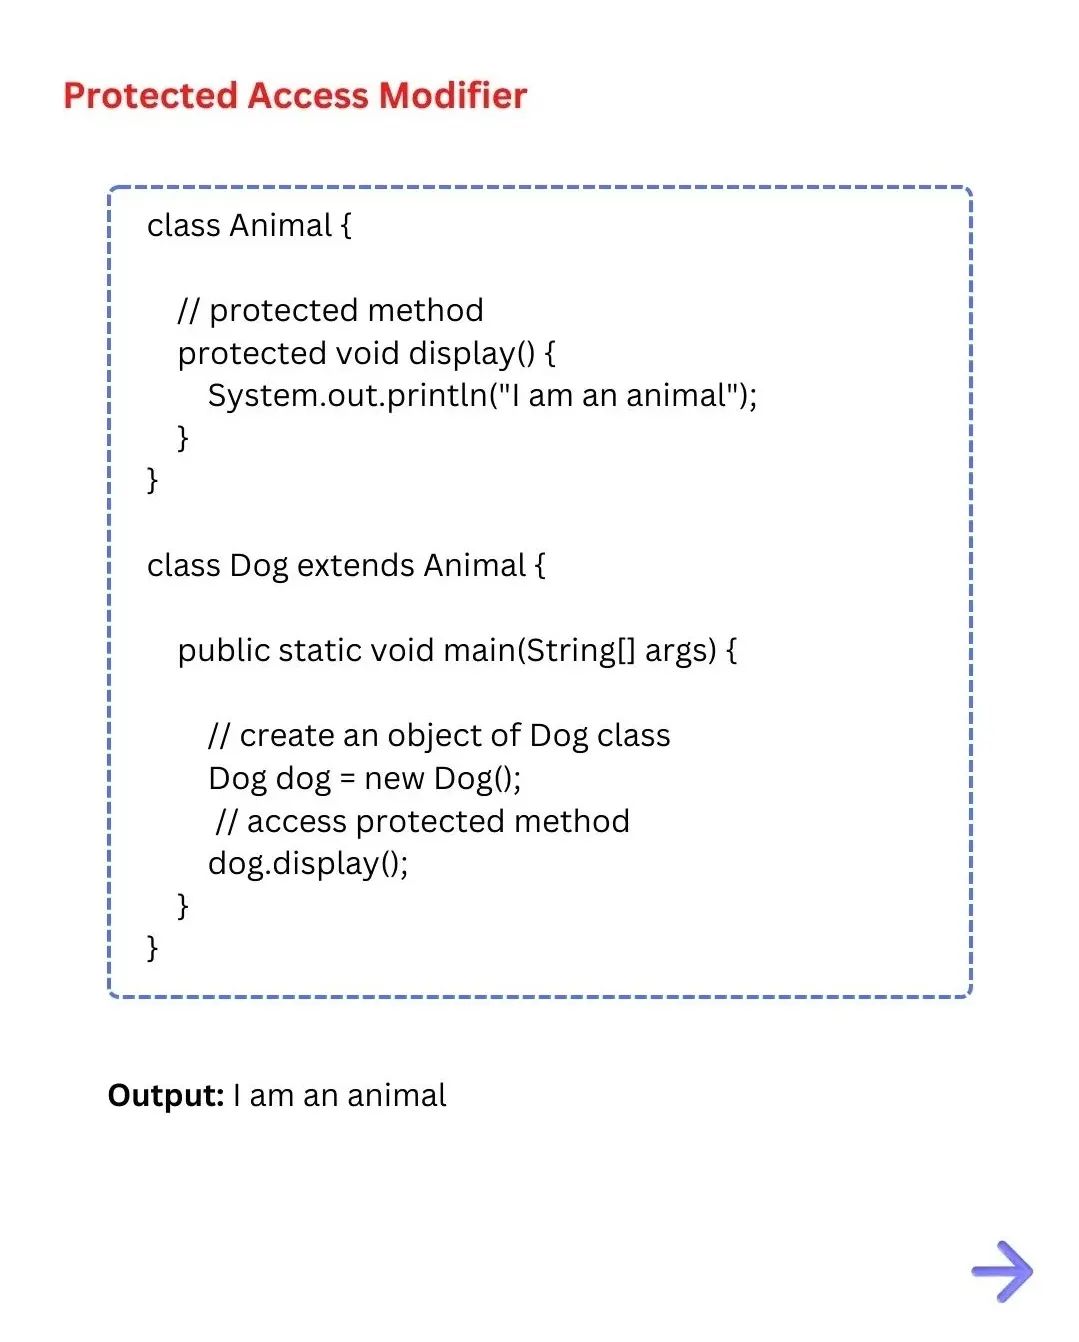 Protected Access Modifier
class Animal {
// protected method
protected void display() {
System.out.println("I am an animal");
}
}
class Dog extends Animal {
public static void main(String[] args) {
// create an object of Dog class
Dog dog = new Dog();
// access protected method
dog.display();
}
}
Output: I am an animal